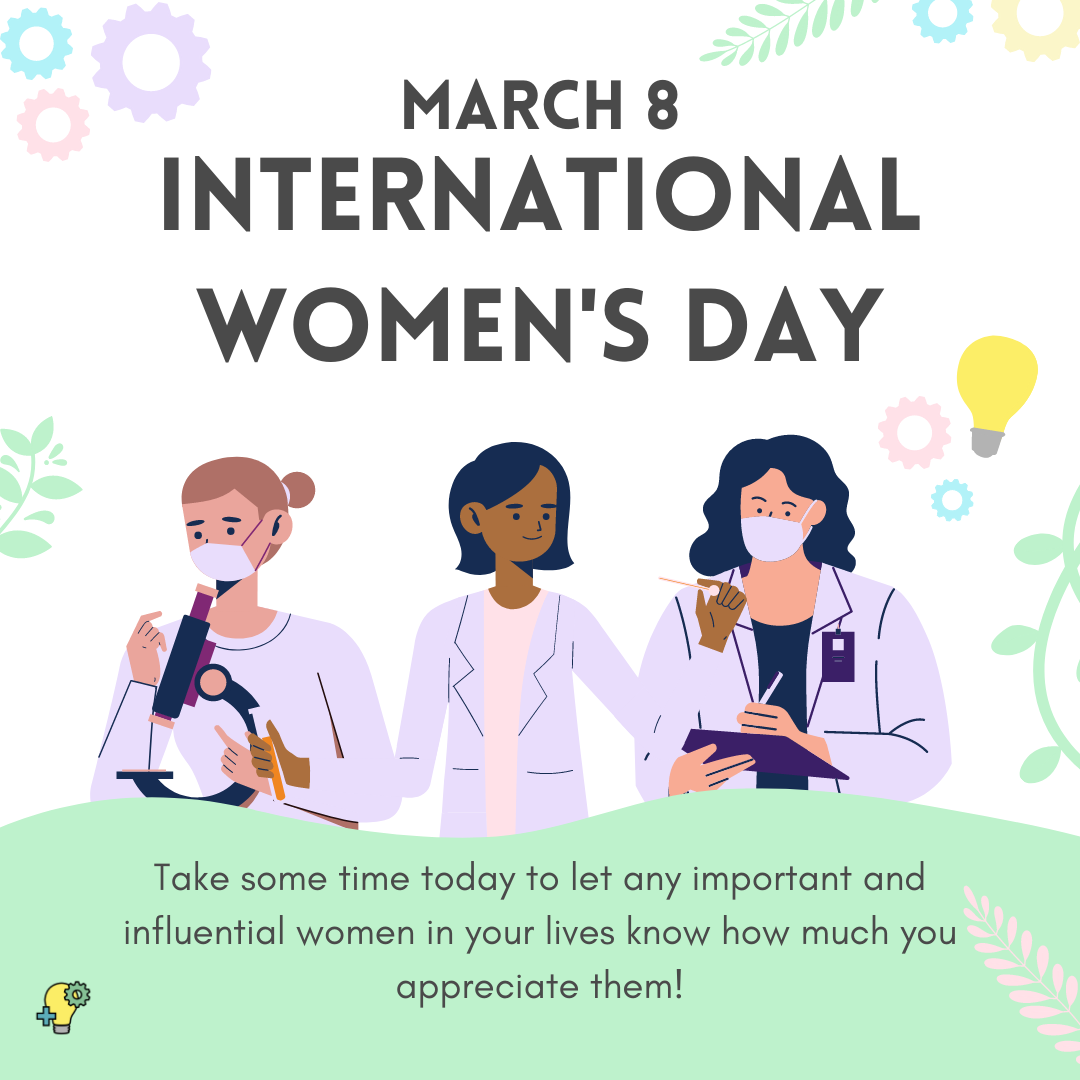 MARCH 8
INTERNATIONAL
WOMEN'S DAY
Take some time today to let any important and
influential women in your lives know how much you
appreciate them!